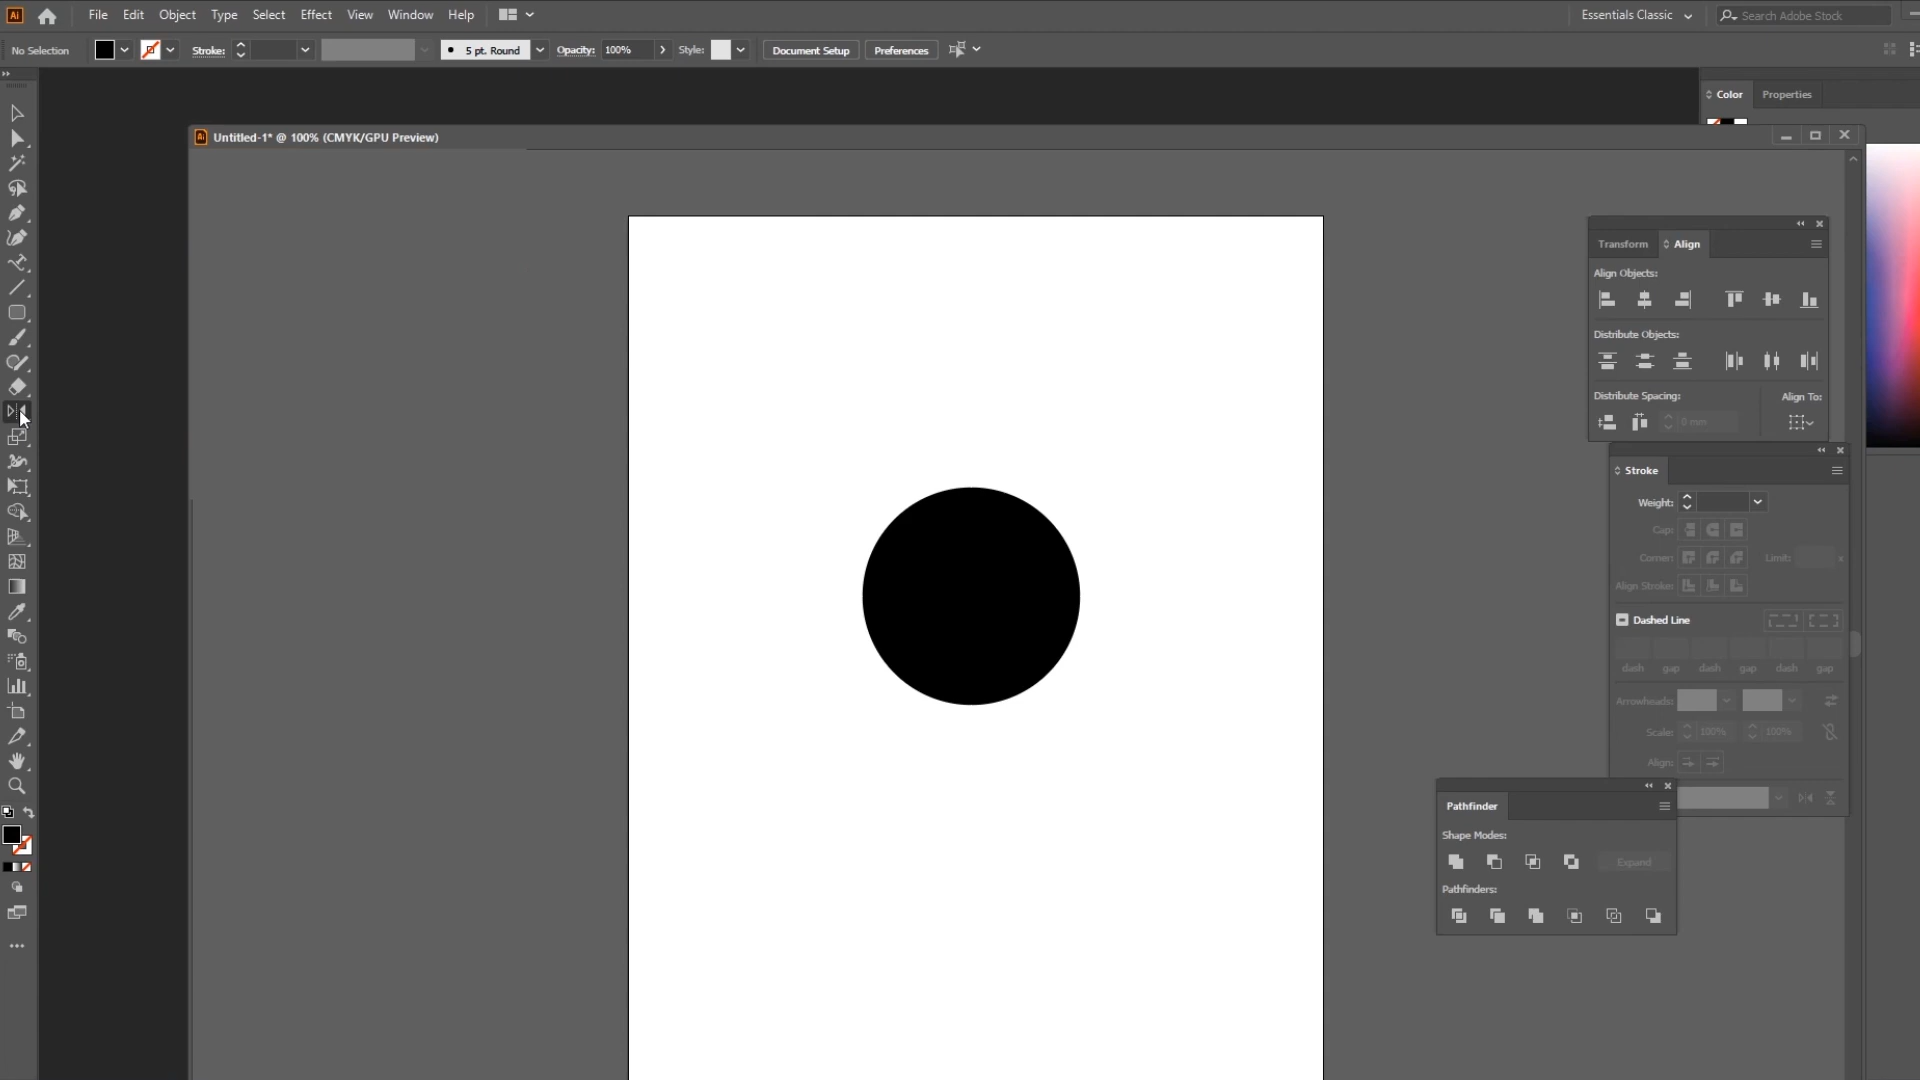 Ai File Edit Object Type Select Effect View Window Help Essentials Classic Search Adobe Stock
No Selection Stroke: 5 pt. Round Opacity: 100% Style: Document Setup Preferences
Color Properties
Ai Untitled-1* @ 100% (CMYK/GPU Preview)
Transform Align
Align Objects:
Distribute Objects:
Distribute Spacing: Align To:
0 mm
Stroke
Weight:
Cap:
Corner: Limit: x
Align Stroke:
Dashed Line
dash gap dash gap dash gap
Arrowheads:
Scale: 100% 100%
Align:
Pathfinder
Shape Modes:
Expand
Pathfinders: